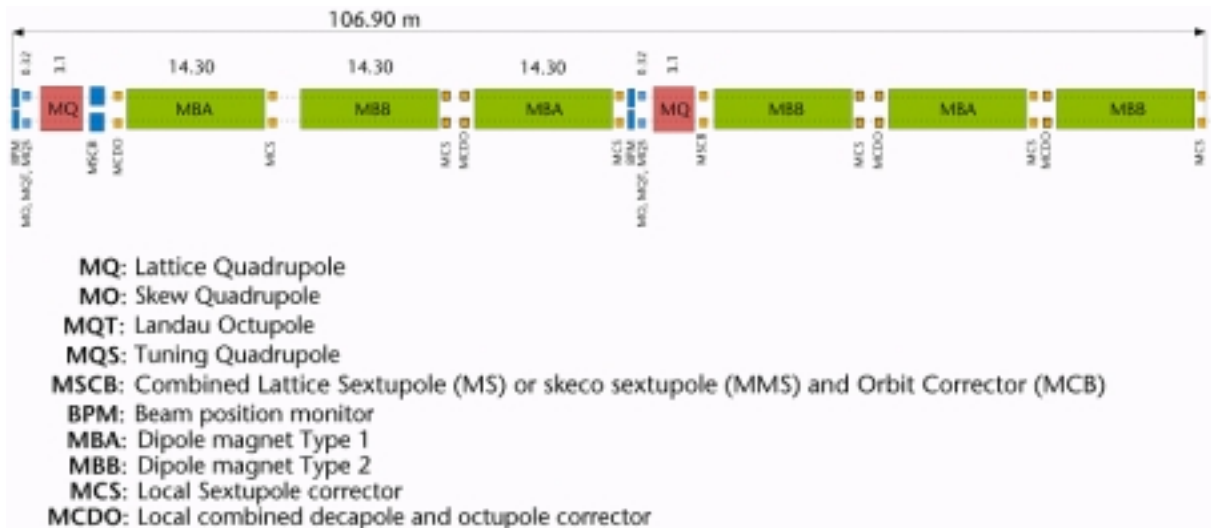 106.90 m
0.32 3.1 14.30 14.30 14.30 0.32 3.1
MQ MBA MBB MBA MQ MBB MBA MBB
BPM MO, MQT, MQS MSCB MCDO MCS MCS MCDO MCS BPM MO, MQT, MQS MSCB MCS MCDO MCS MCDO MCS
MQ: Lattice Quadrupole
MO: Skew Quadrupole
MQT: Landau Octupole
MQS: Tuning Quadrupole
MSCB: Combined Lattice Sextupole (MS) or skeco sextupole (MMS) and Orbit Corrector (MCB)
BPM: Beam position monitor
MBA: Dipole magnet Type 1
MBB: Dipole magnet Type 2
MCS: Local Sextupole corrector
MCDO: Local combined decapole and octupole corrector